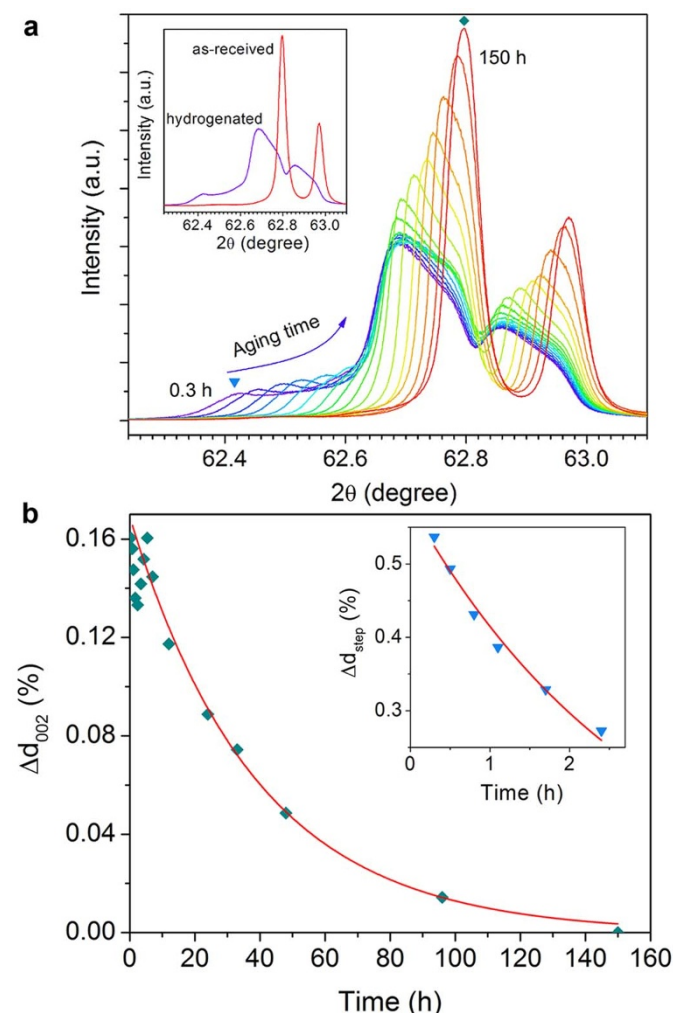 a
as-received
hydrogenated
Intensity (a.u.)
62.4 62.6 62.8 63.0
2θ (degree)
150 h
Intensity (a.u.)
Aging time
0.3 h
62.4 62.6 62.8 63.0
2θ (degree)
b
0.16
0.12
0.08
0.04
0.00
Δd002 (%)
0.5
0.4
0.3
Δdstep (%)
0 1 2
Time (h)
0 20 40 60 80 100 120 140 160
Time (h)